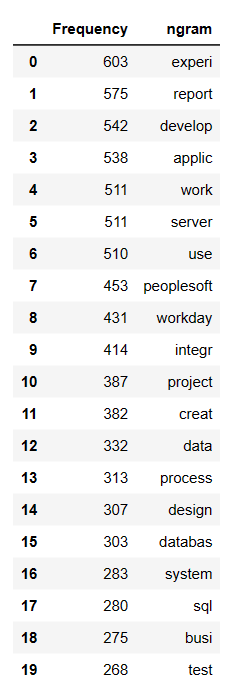 Frequency ngram
0 603 experi
1 575 report
2 542 develop
3 538 applic
4 511 work
5 511 server
6 510 use
7 453 peoplesoft
8 431 workday
9 414 integr
10 387 project
11 382 creat
12 332 data
13 313 process
14 307 design
15 303 databas
16 283 system
17 280 sql
18 275 busi
19 268 test